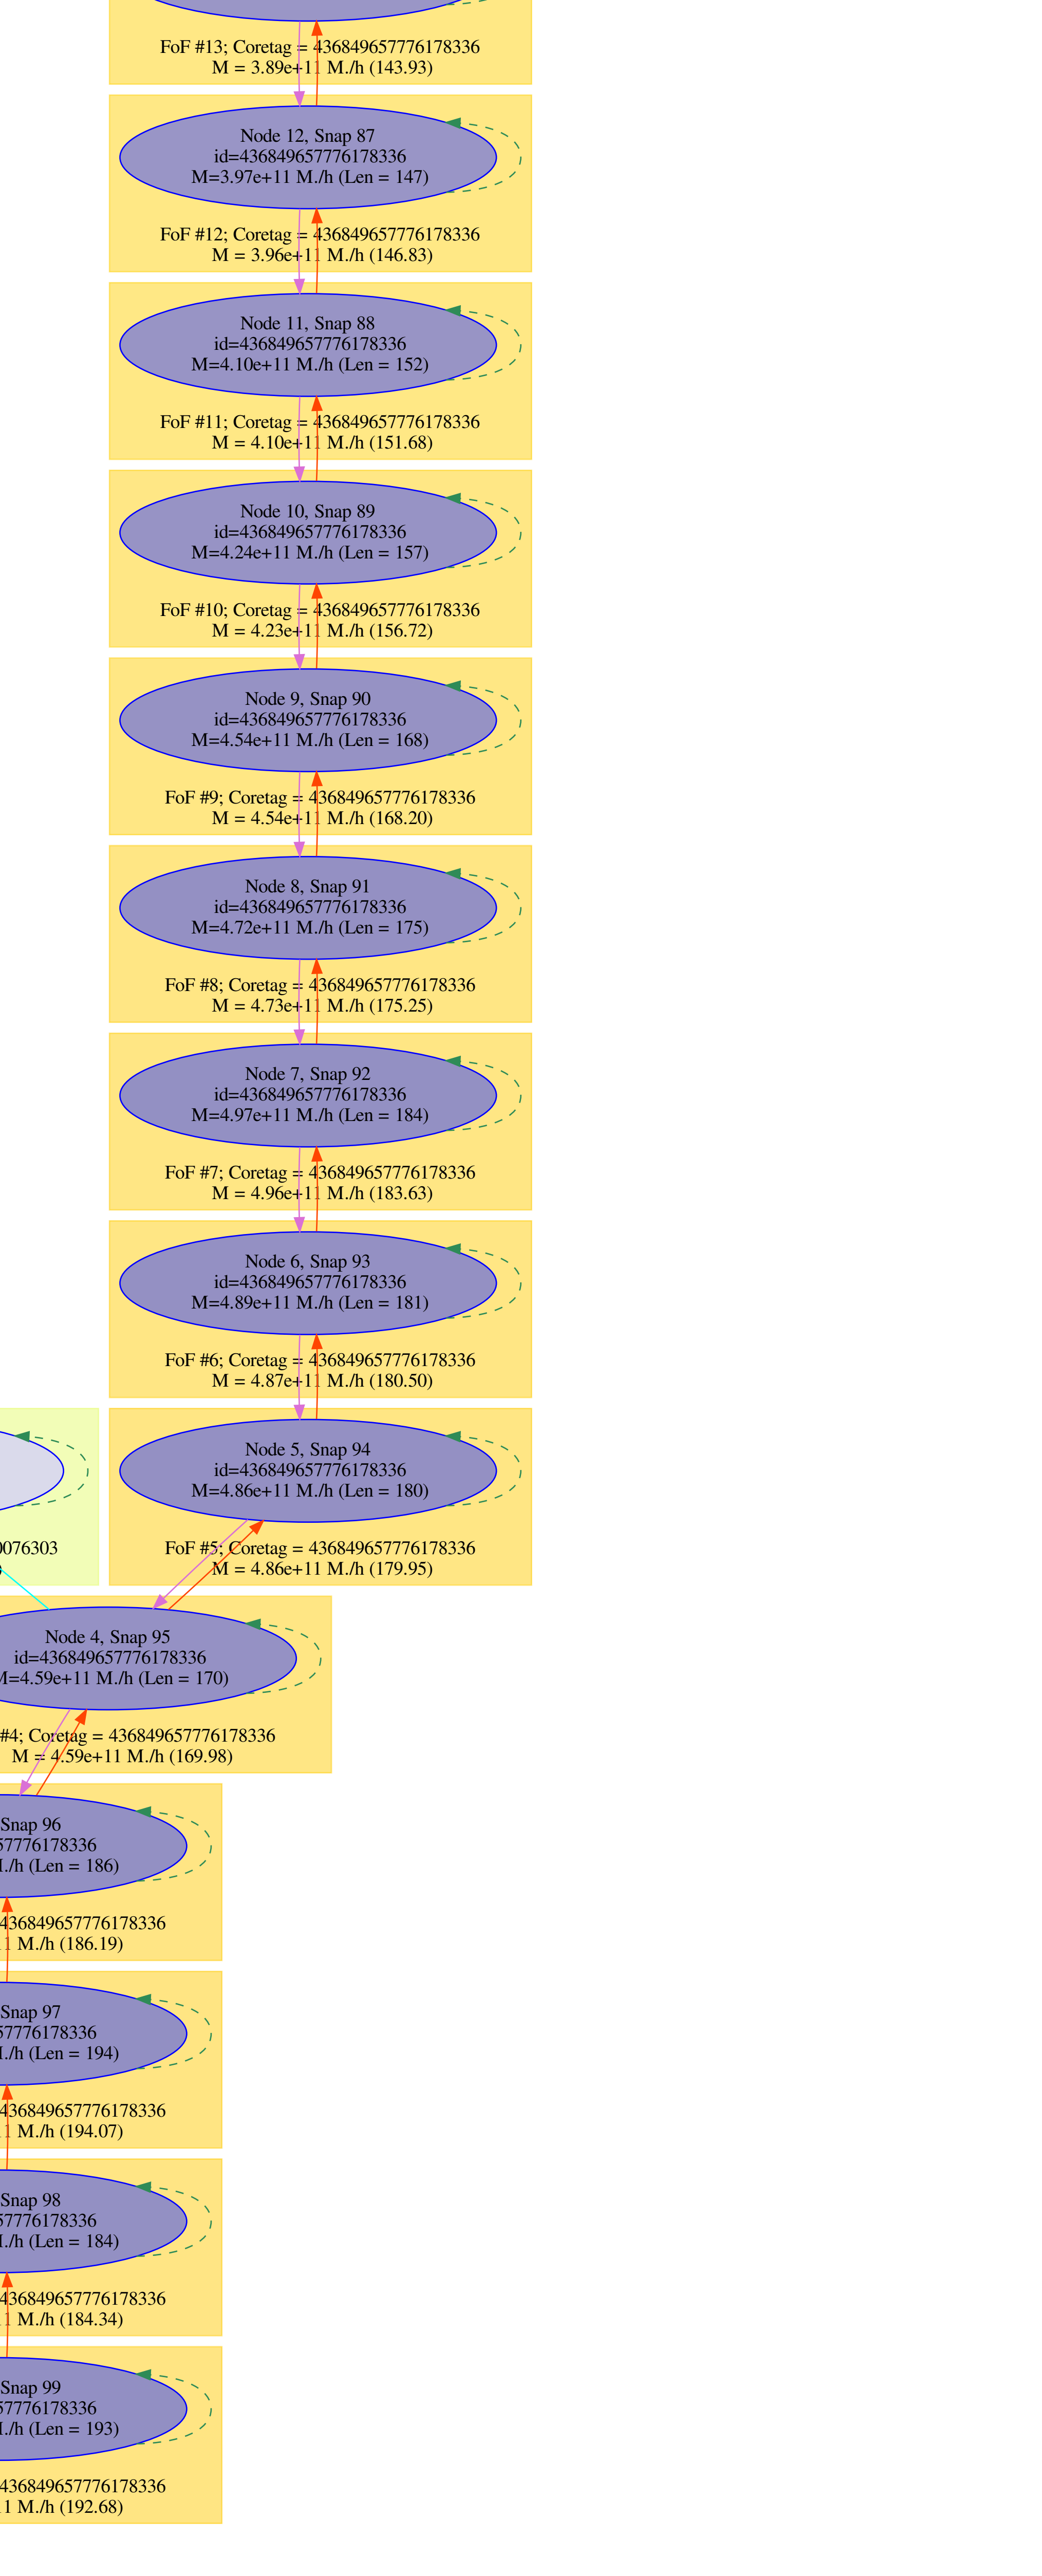 FoF #13; Coretag = 436849657776178336
M = 3.89e+11 M./h (143.93)
Node 12, Snap 87
id=436849657776178336
M=3.97e+11 M./h (Len = 147)
FoF #12; Coretag = 436849657776178336
M = 3.96e+11 M./h (146.83)
Node 11, Snap 88
id=436849657776178336
M=4.10e+11 M./h (Len = 152)
FoF #11; Coretag = 436849657776178336
M = 4.10e+11 M./h (151.68)
Node 10, Snap 89
id=436849657776178336
M=4.24e+11 M./h (Len = 157)
FoF #10; Coretag = 436849657776178336
M = 4.23e+11 M./h (156.72)
Node 9, Snap 90
id=436849657776178336
M=4.54e+11 M./h (Len = 168)
FoF #9; Coretag = 436849657776178336
M = 4.54e+11 M./h (168.20)
Node 8, Snap 91
id=436849657776178336
M=4.72e+11 M./h (Len = 175)
FoF #8; Coretag = 436849657776178336
M = 4.73e+11 M./h (175.25)
Node 7, Snap 92
id=436849657776178336
M=4.97e+11 M./h (Len = 184)
FoF #7; Coretag = 436849657776178336
M = 4.96e+11 M./h (183.63)
Node 6, Snap 93
id=436849657776178336
M=4.89e+11 M./h (Len = 181)
FoF #6; Coretag = 436849657776178336
M = 4.87e+11 M./h (180.50)
Node 5, Snap 94
id=436849657776178336
M=4.86e+11 M./h (Len = 180)
0076303
FoF #5; Coretag = 436849657776178336
M = 4.86e+11 M./h (179.95)
Node 4, Snap 95
id=436849657776178336
M=4.59e+11 M./h (Len = 170)
#4; Coretag = 436849657776178336
M = 4.59e+11 M./h (169.98)
Snap 96
57776178336
./h (Len = 186)
436849657776178336
11 M./h (186.19)
Snap 97
57776178336
./h (Len = 194)
436849657776178336
11 M./h (194.07)
Snap 98
57776178336
./h (Len = 184)
436849657776178336
11 M./h (184.34)
Snap 99
57776178336
./h (Len = 193)
436849657776178336
11 M./h (192.68)